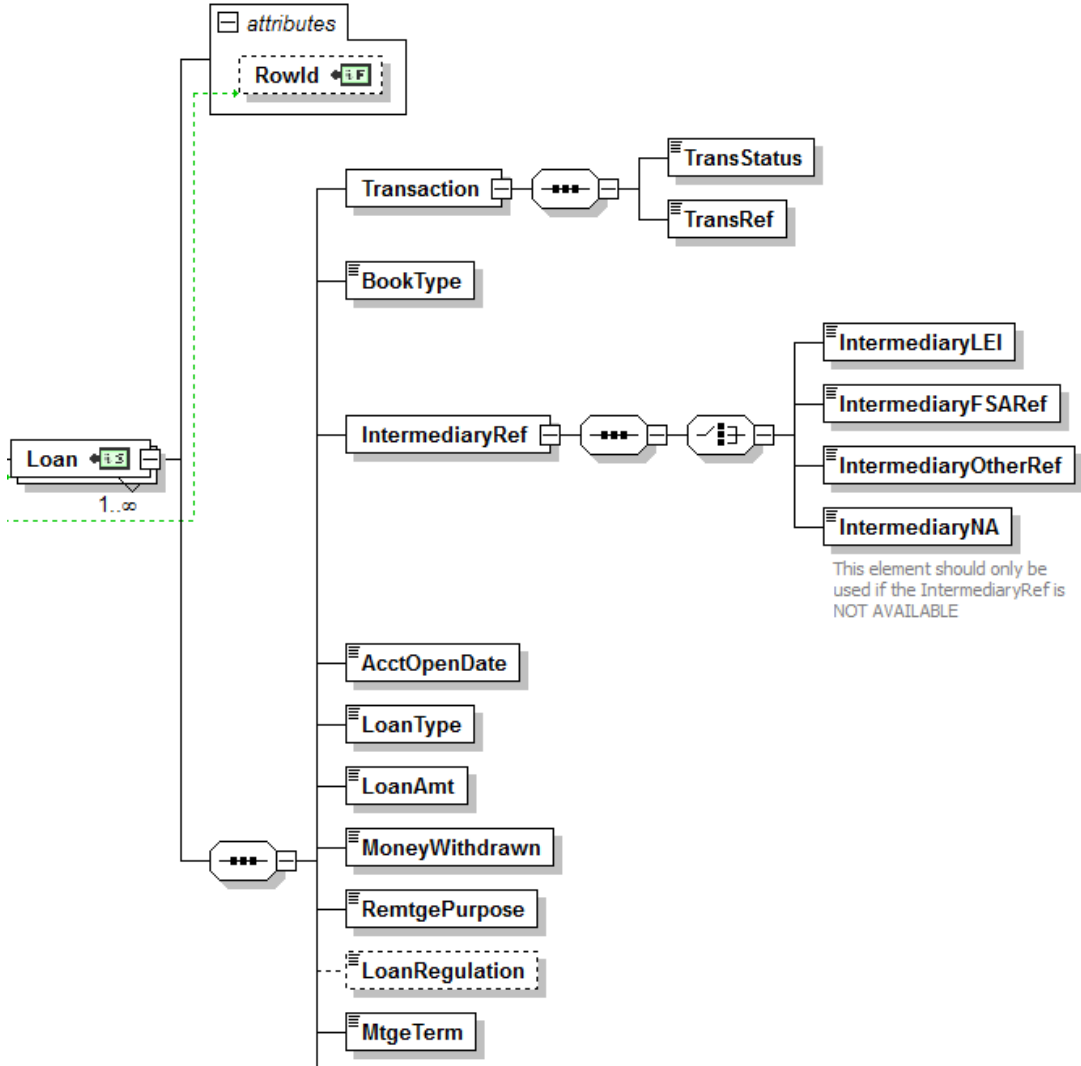 attributes
RowId
i F
TransStatus
Transaction
TransRef
BookType
IntermediaryLEI
IntermediaryFSARef
IntermediaryRef
Loan
i S
IntermediaryOtherRef
1..∞
IntermediaryNA
This element should only be
used if the IntermediaryRef is
NOT AVAILABLE
AcctOpenDate
LoanType
LoanAmt
MoneyWithdrawn
RemtgePurpose
LoanRegulation
MtgeTerm